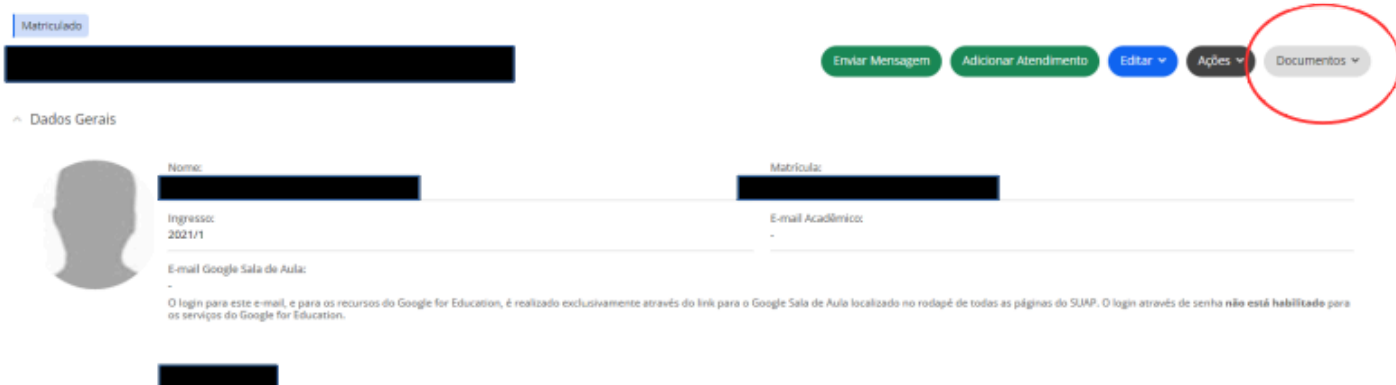 Matriculado
Enviar Mensagem
Adicionar Atendimento
Editar
Ações
Documentos
Dados Gerais
Nome:
Matrícula:
Ingresso:
2021/1
E-mail Acadêmico:
-
E-mail Google Sala de Aula:
-
O login para este e-mail, e para os recursos do Google for Education, é realizado exclusivamente através do link para o Google Sala de Aula localizado no rodapé de todas as páginas do SUAP. O login através de senha não está habilitado para
os serviços do Google for Education.